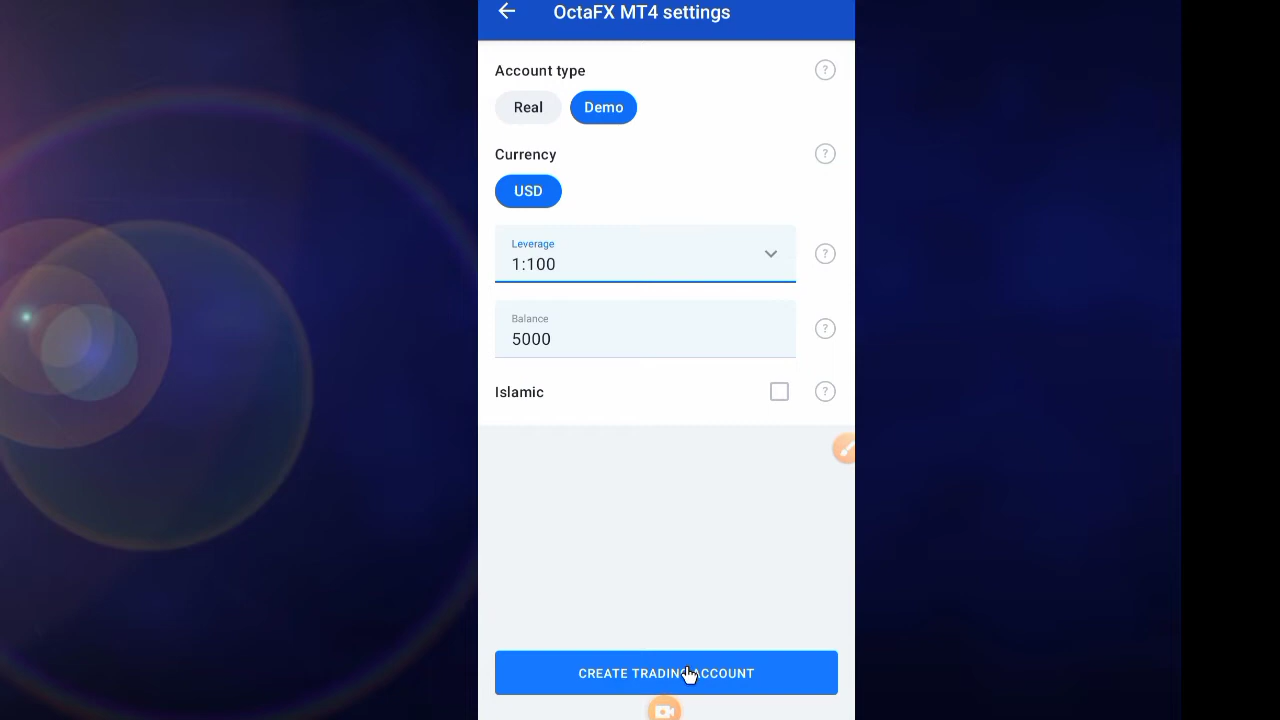 OctaFX MT4 settings
Account type
?
Real
Demo
Currency
?
USD
Leverage
1:100
?
Balance
5000
?
Islamic
?
CREATE TRADING ACCOUNT